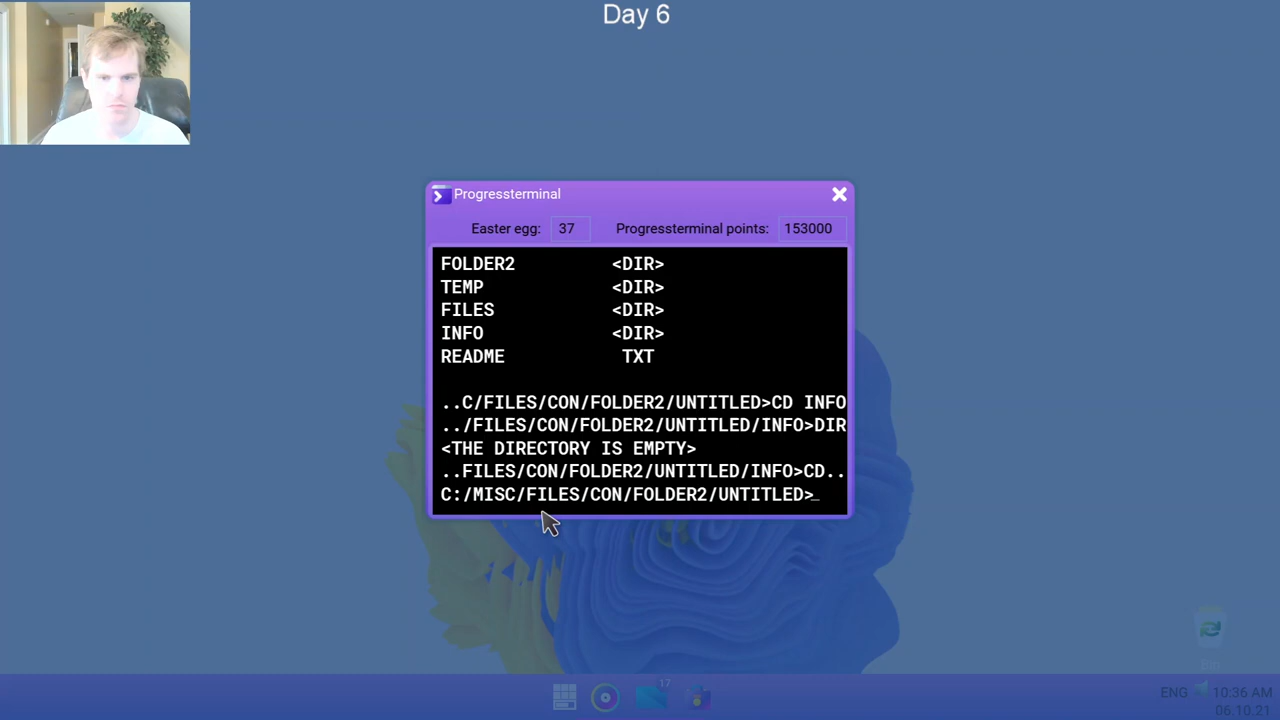 Day 6
Progressterminal
Easter egg: 37 Progressterminal points: 153000
FOLDER2 <DIR>
TEMP <DIR>
FILES <DIR>
INFO <DIR>
README TXT
..C/FILES/CON/FOLDER2/UNTITLED>CD INFO
../FILES/CON/FOLDER2/UNTITLED/INFO>DIR
<THE DIRECTORY IS EMPTY>
..FILES/CON/FOLDER2/UNTITLED/INFO>CD..
C:/MISC/FILES/CON/FOLDER2/UNTITLED>_
Bin
17
ENG 10:36 AM
06.10.21